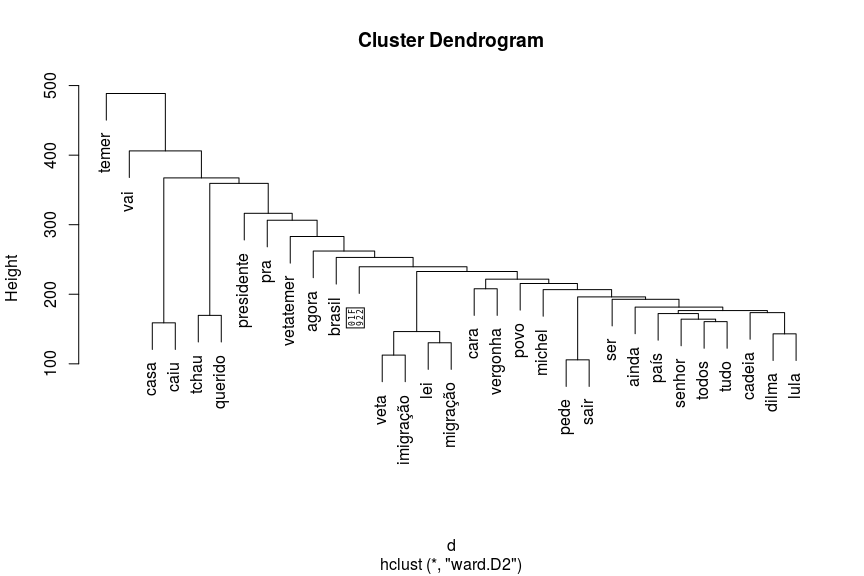 Cluster Dendrogram
Height
500
400
300
200
100
temer
vai
casa
caiu
tchau
querido
presidente
pra
vetatemer
agora
brasil
01F
922
veta
imigração
lei
migração
cara
vergonha
povo
michel
pede
sair
ser
ainda
país
senhor
todos
tudo
cadeia
dilma
lula
d
hclust (*, "ward.D2")